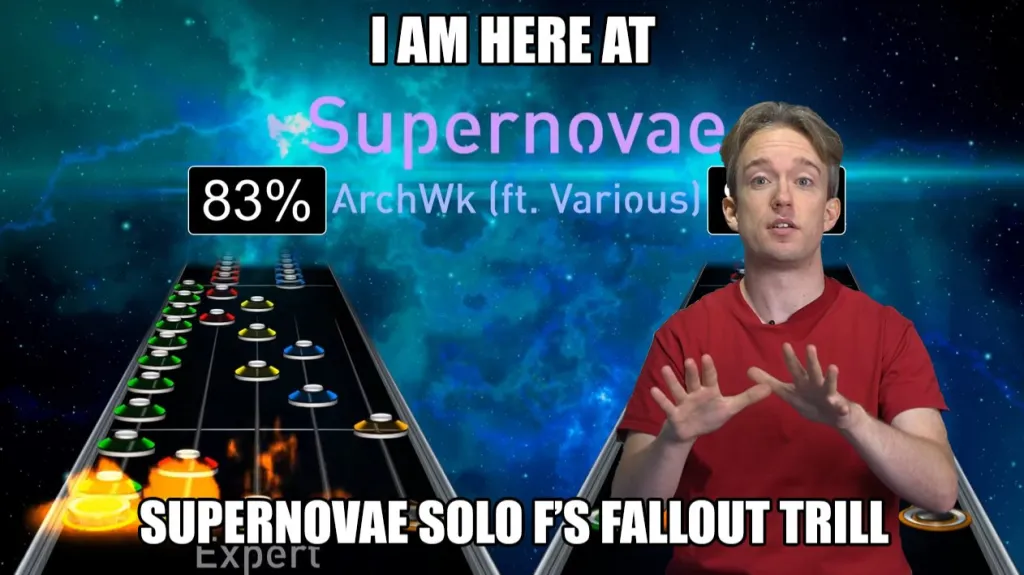 I AM HERE AT
Supernovae
83%
ArchWk (ft. Various)
SUPERNOVAE SOLO F'S FALLOUT TRILL
Expert